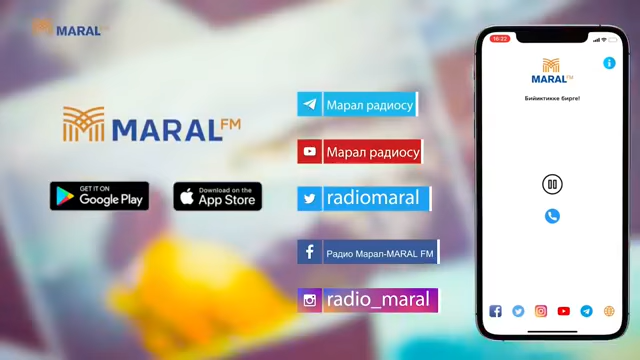 MARAL FM
MARAL FM
GET IT ON
Google Play
Download on the
App Store
Марал радиосу
Марал радиосу
radiomaral
Радио Марал-MARAL FM
radio_maral
16:22
MARAL FM
Бийиктикке бирге!